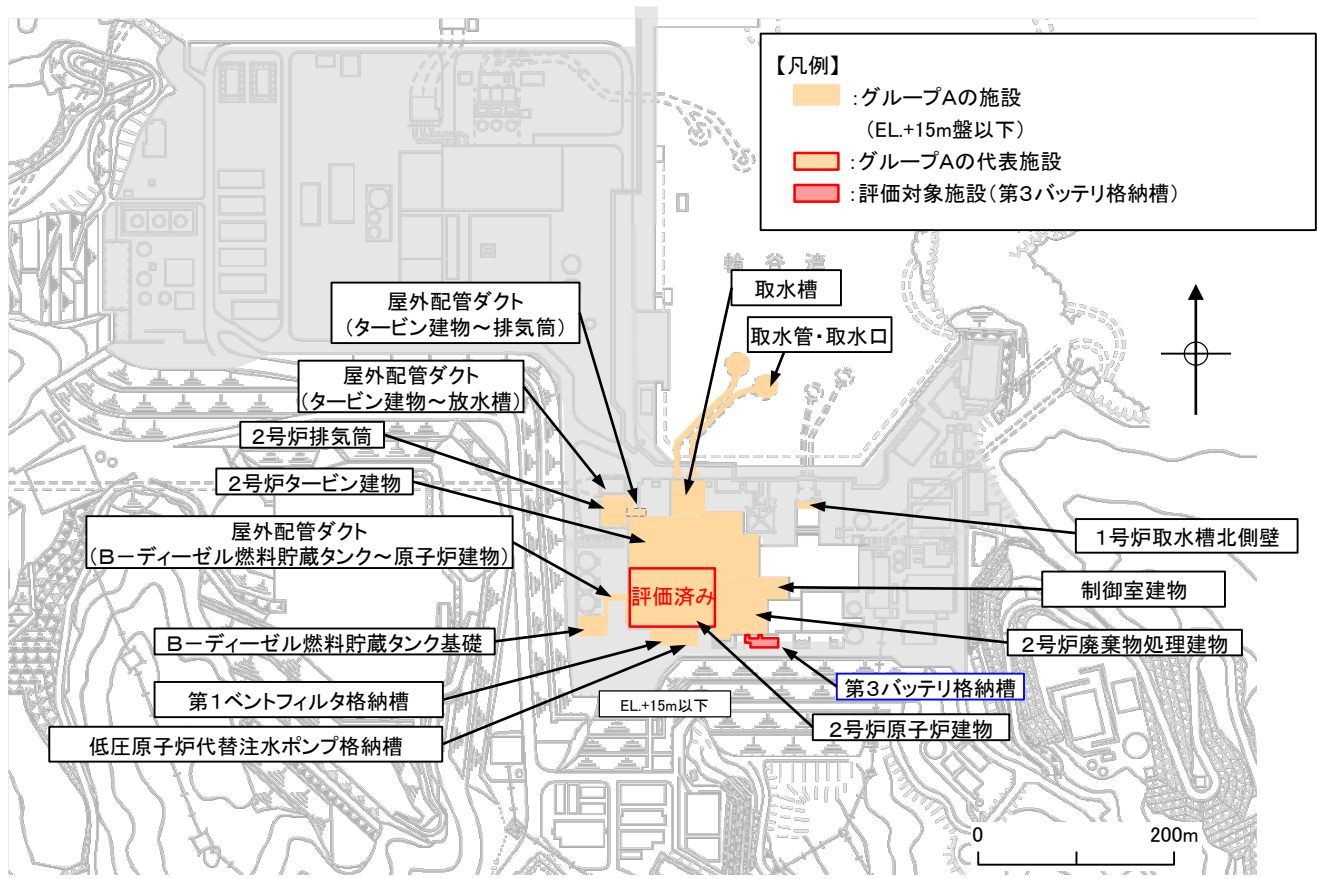 【凡例】
：グループAの施設
（EL.+15m盤以下）
：グループAの代表施設
：評価対象施設（第3バッテリ格納槽）
輪谷湾
取水槽
屋外配管ダクト
（タービン建物～排気筒）
取水管・取水口
屋外配管ダクト
（タービン建物～放水槽）
2号炉排気筒
2号炉タービン建物
屋外配管ダクト
（B－ディーゼル燃料貯蔵タンク～原子炉建物）
1号炉取水槽北側壁
評価済み
制御室建物
B－ディーゼル燃料貯蔵タンク基礎
2号炉廃棄物処理建物
第1ベントフィルタ格納槽
EL.+15m以下
第3バッテリ格納槽
低圧原子炉代替注水ポンプ格納槽
2号炉原子炉建物
0 200m